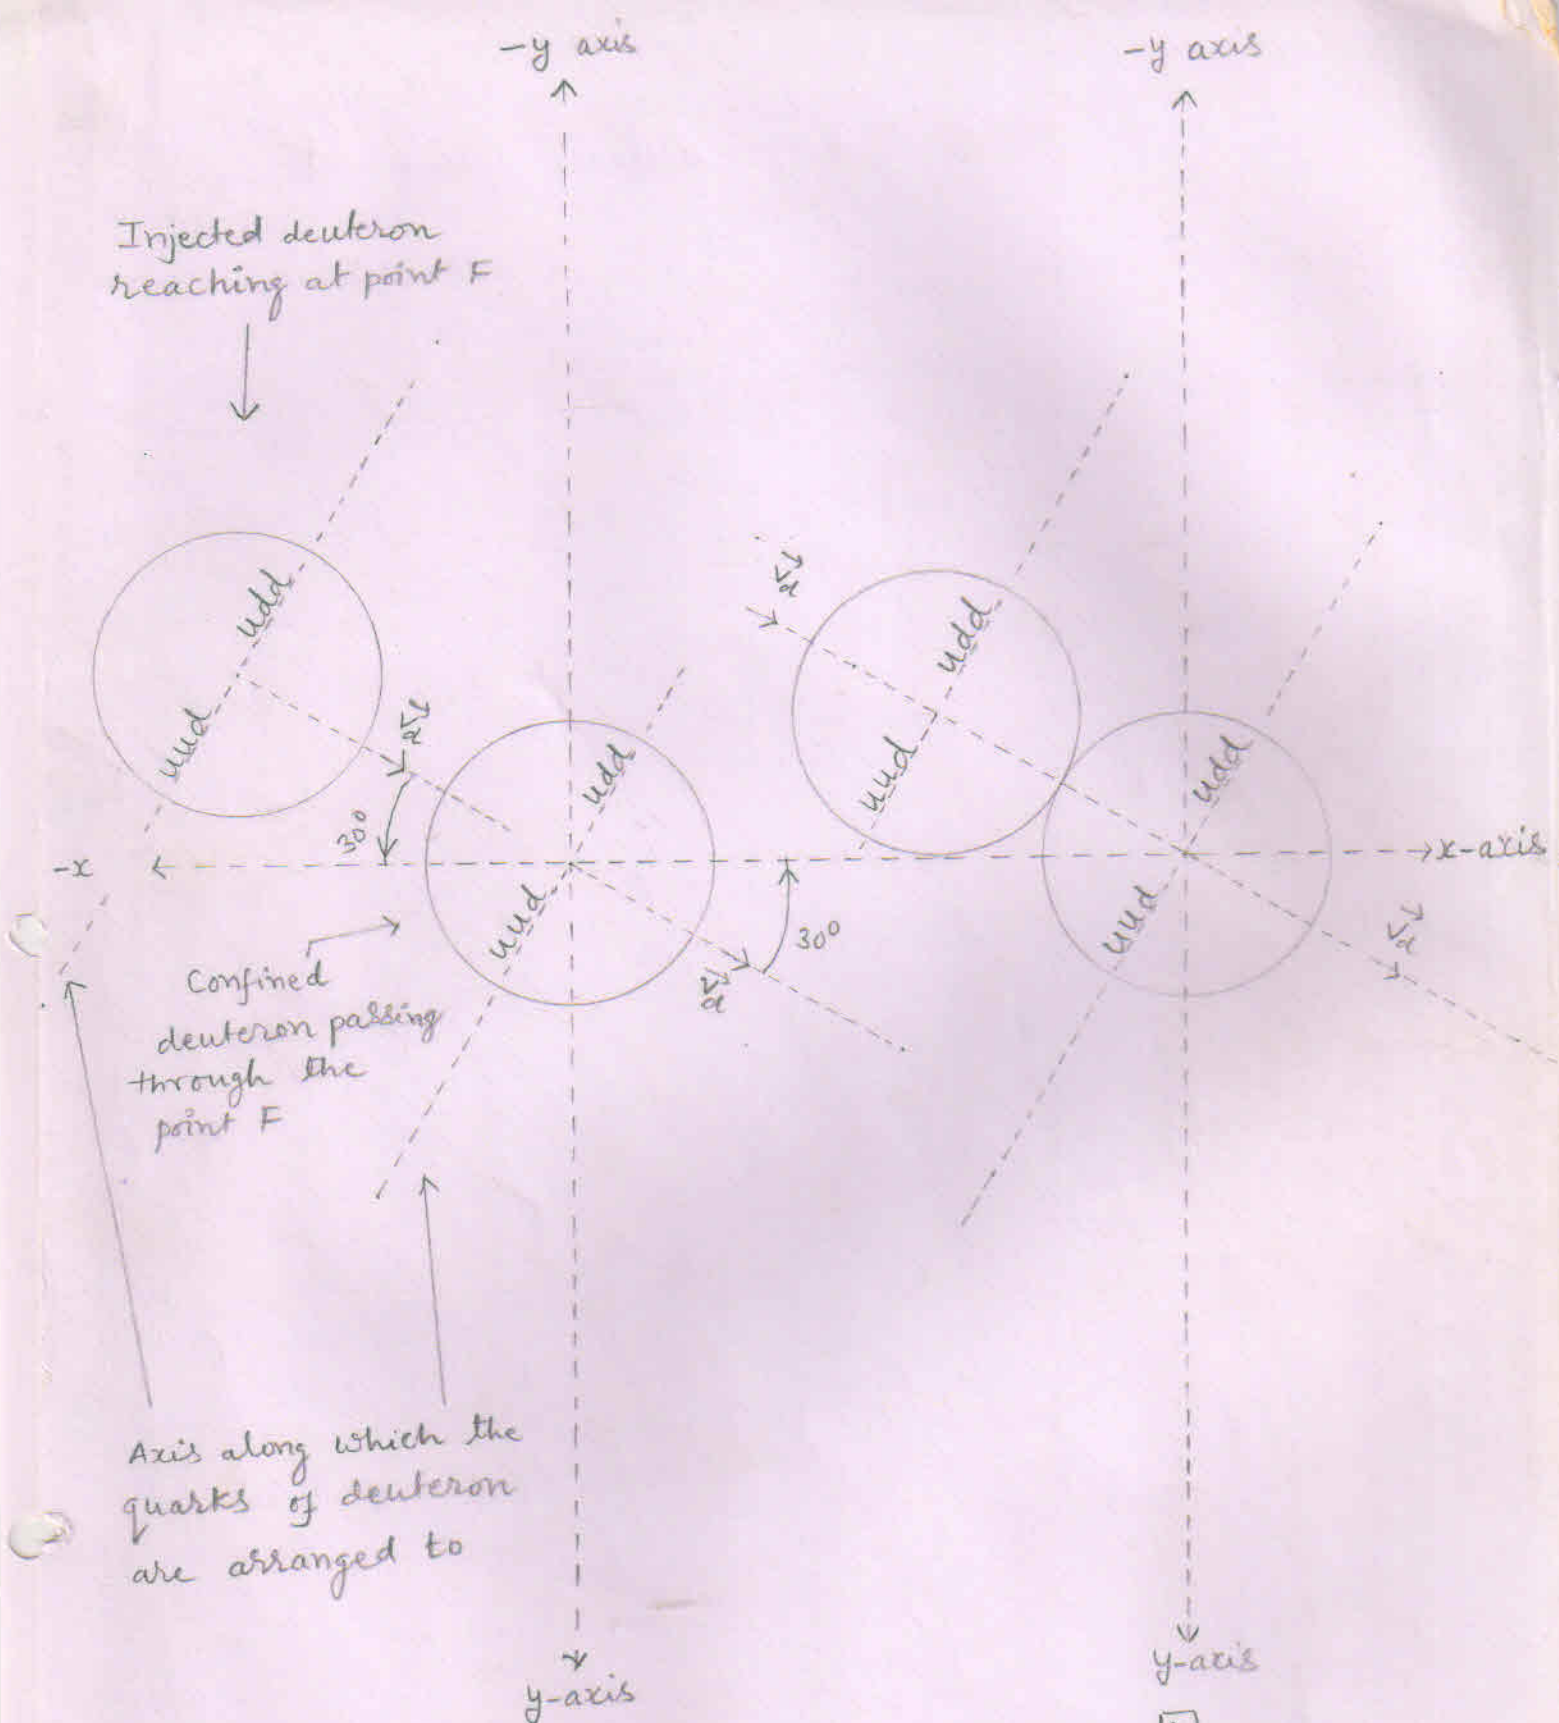 -y axis
-y axis
Injected deuteron
reaching at point F
udd
uud
udd
uud
30°
udd
uud
udd
uud
-x
x-axis
30°
Confined
deuteron passing
through the
point F
Axis along which the
quarks of deuteron
are arranged to
y-axis
y-axis